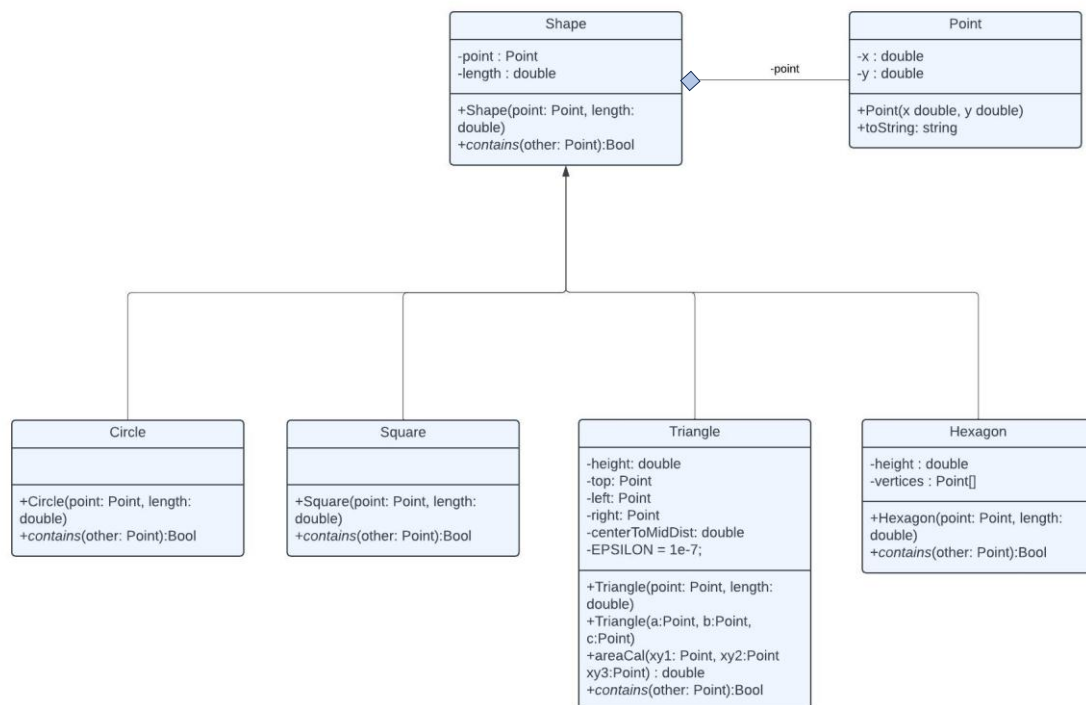 Shape
-point : Point
-length : double
+Shape(point: Point, length:
double)
+contains(other: Point):Bool
-point
Point
-x : double
-y : double
+Point(x double, y double)
+toString: string
Circle
+Circle(point: Point, length:
double)
+contains(other: Point):Bool
Square
+Square(point: Point, length:
double)
+contains(other: Point):Bool
Triangle
-height: double
-top: Point
-left: Point
-right: Point
-centerToMidDist: double
-EPSILON = 1e-7;
+Triangle(point: Point, length:
double)
+Triangle(a:Point, b:Point,
c:Point)
+areaCal(xy1: Point, xy2:Point
xy3:Point) : double
+contains(other: Point):Bool
Hexagon
-height : double
-vertices : Point[]
+Hexagon(point: Point, length:
double)
+contains(other: Point):Bool